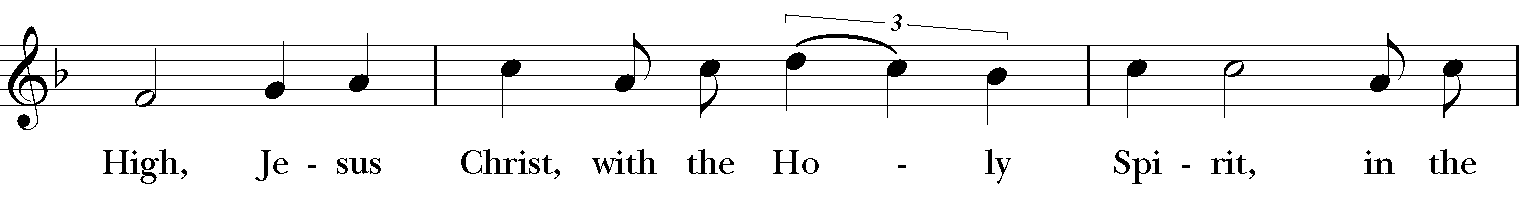 3
High, Je - sus Christ, with the Ho - ly Spi - rit, in the